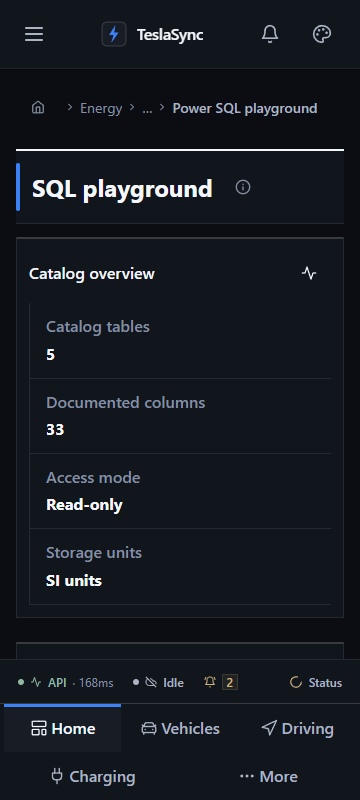 TeslaSync
Energy ... Power SQL playground
SQL playground
Catalog overview
Catalog tables
5
Documented columns
33
Access mode
Read-only
Storage units
SI units
API · 168ms Idle 2 Status
Home Vehicles Driving
Charging More